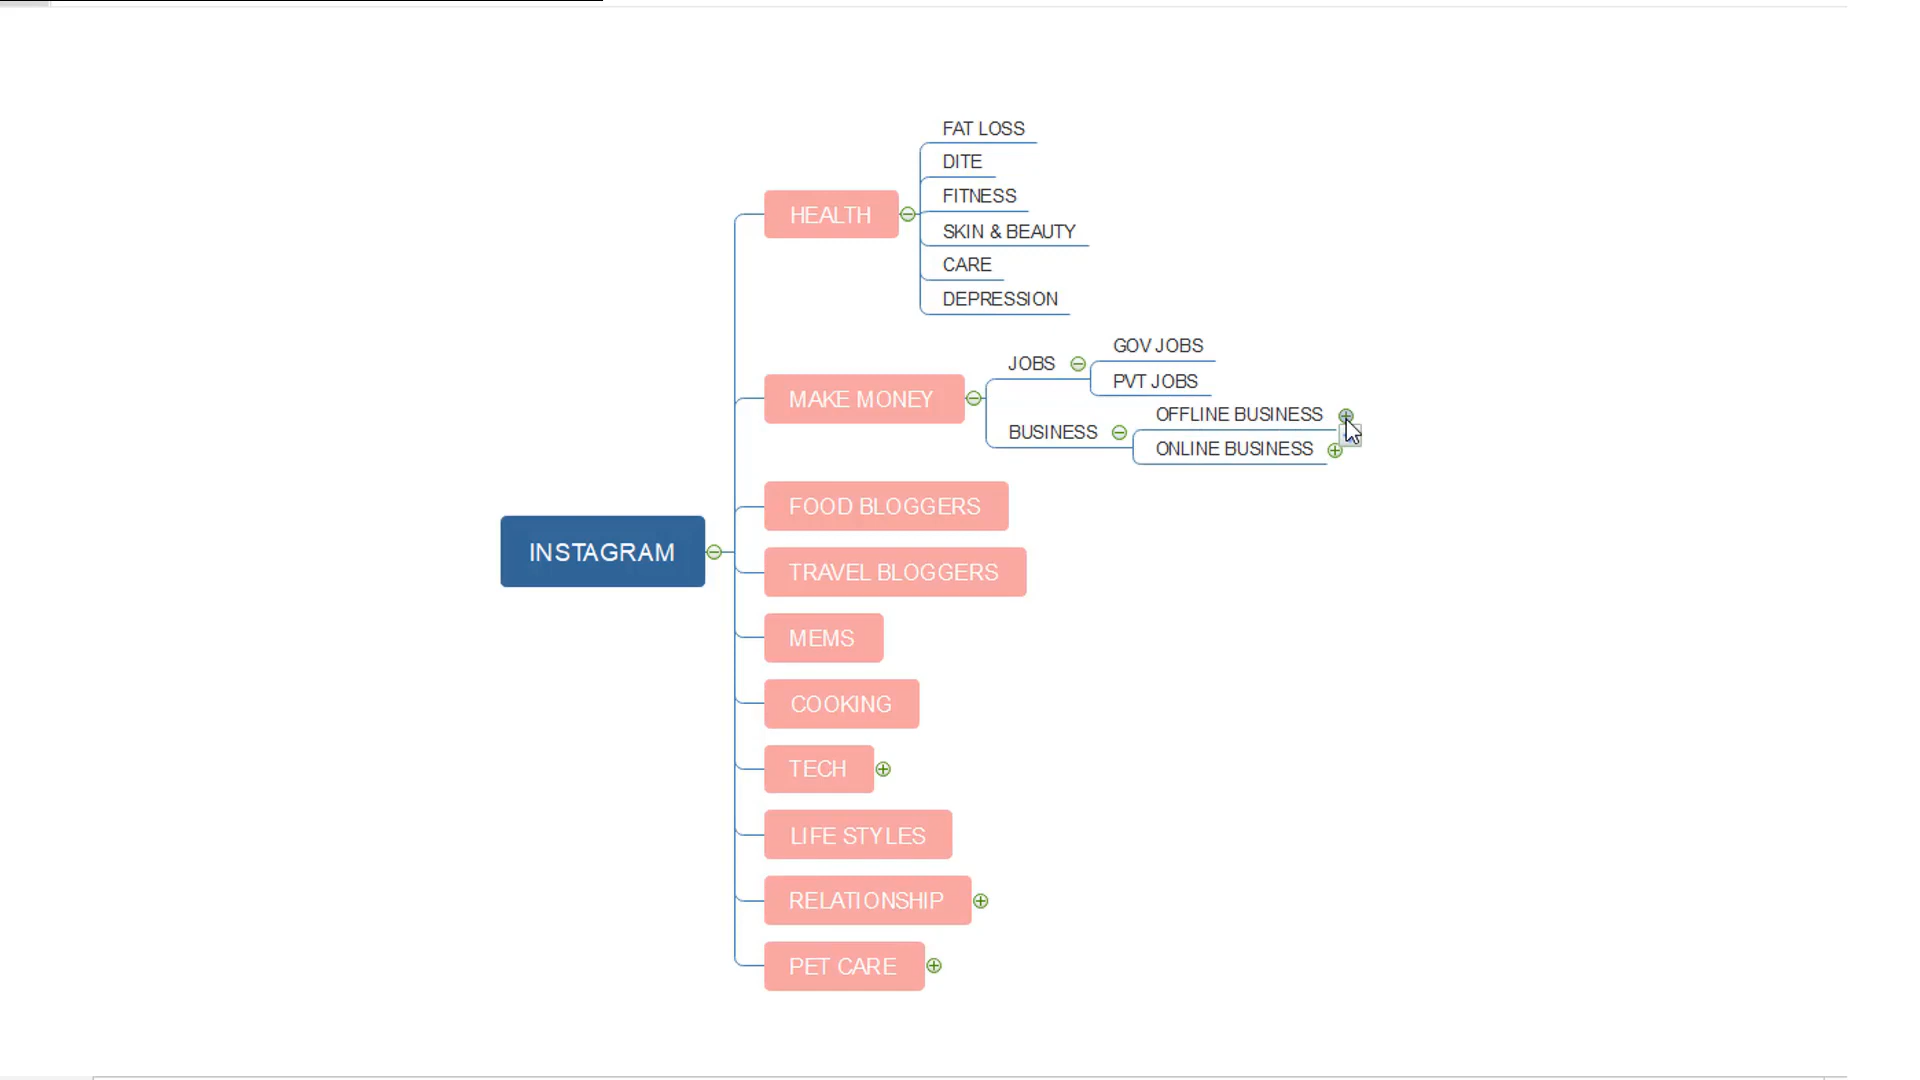 FAT LOSS
DITE
FITNESS
HEALTH
SKIN & BEAUTY
CARE
DEPRESSION
GOV JOBS
JOBS
PVT JOBS
MAKE MONEY
OFFLINE BUSINESS
BUSINESS
ONLINE BUSINESS
FOOD BLOGGERS
INSTAGRAM
TRAVEL BLOGGERS
MEMS
COOKING
TECH
LIFE STYLES
RELATIONSHIP
PET CARE